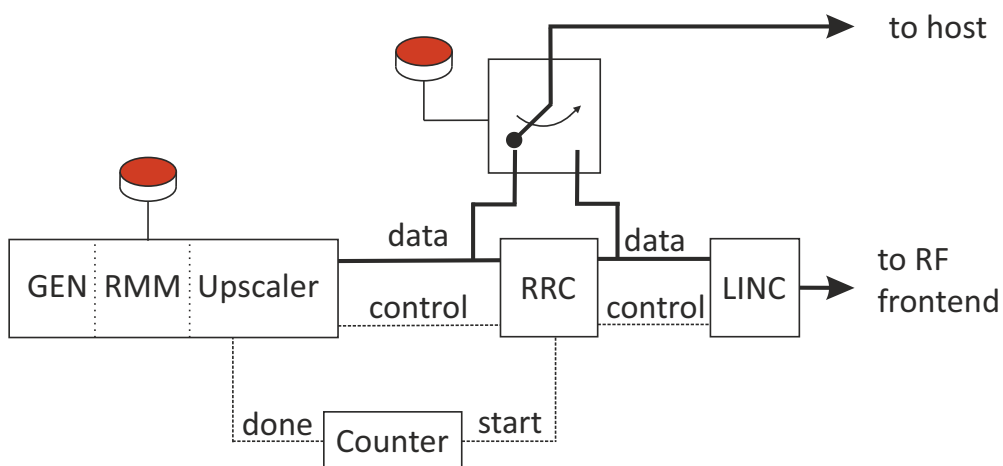 to host
data
data
GEN RMM Upscaler
RRC
LINC
to RF
frontend
control
control
done
Counter
start